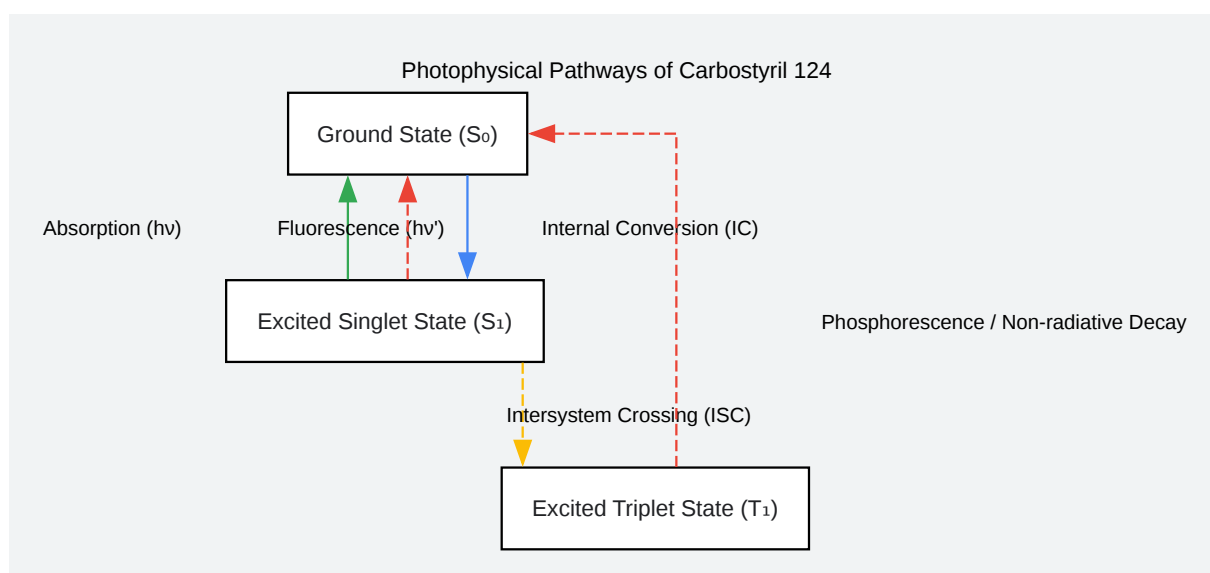 Photophysical Pathways of Carbostyril 124
Ground State (S₀)
Absorption (hν)
Fluorescence (hν')
Internal Conversion (IC)
Excited Singlet State (S₁)
Phosphorescence / Non-radiative Decay
Intersystem Crossing (ISC)
Excited Triplet State (T₁)